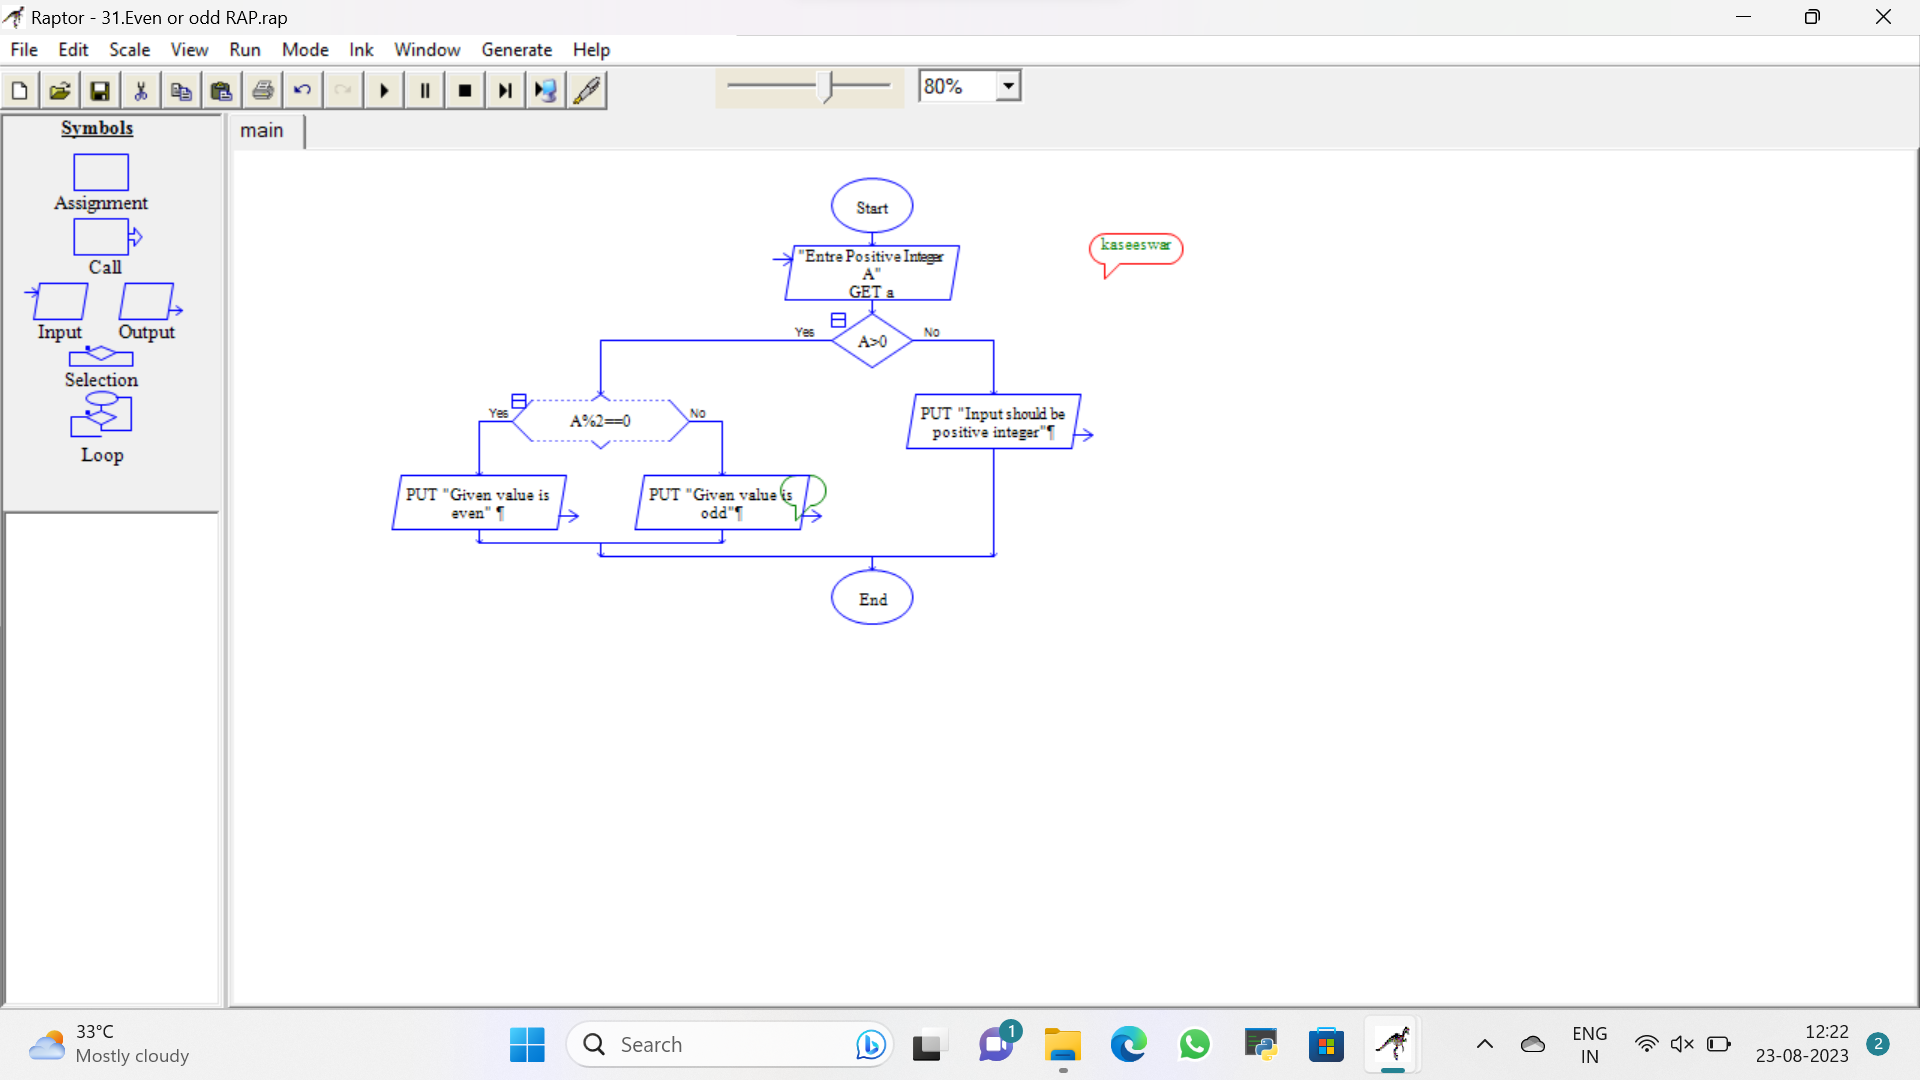 Raptor - 31.Even or odd RAP.rap
File Edit Scale View Run Mode Ink Window Generate Help
80%
Symbols
Assignment
Call
Input Output
Selection
Loop
main
Start
"Entre Positive Integer
A"
GET a
kaseeswar
Yes
A>0
No
Yes
A%2==0
No
PUT "Input should be
positive integer"¶
PUT "Given value is
even" ¶
PUT "Given value is
odd"¶
End
33°C
Mostly cloudy
Search
1
ENG
IN
12:22
23-08-2023
2